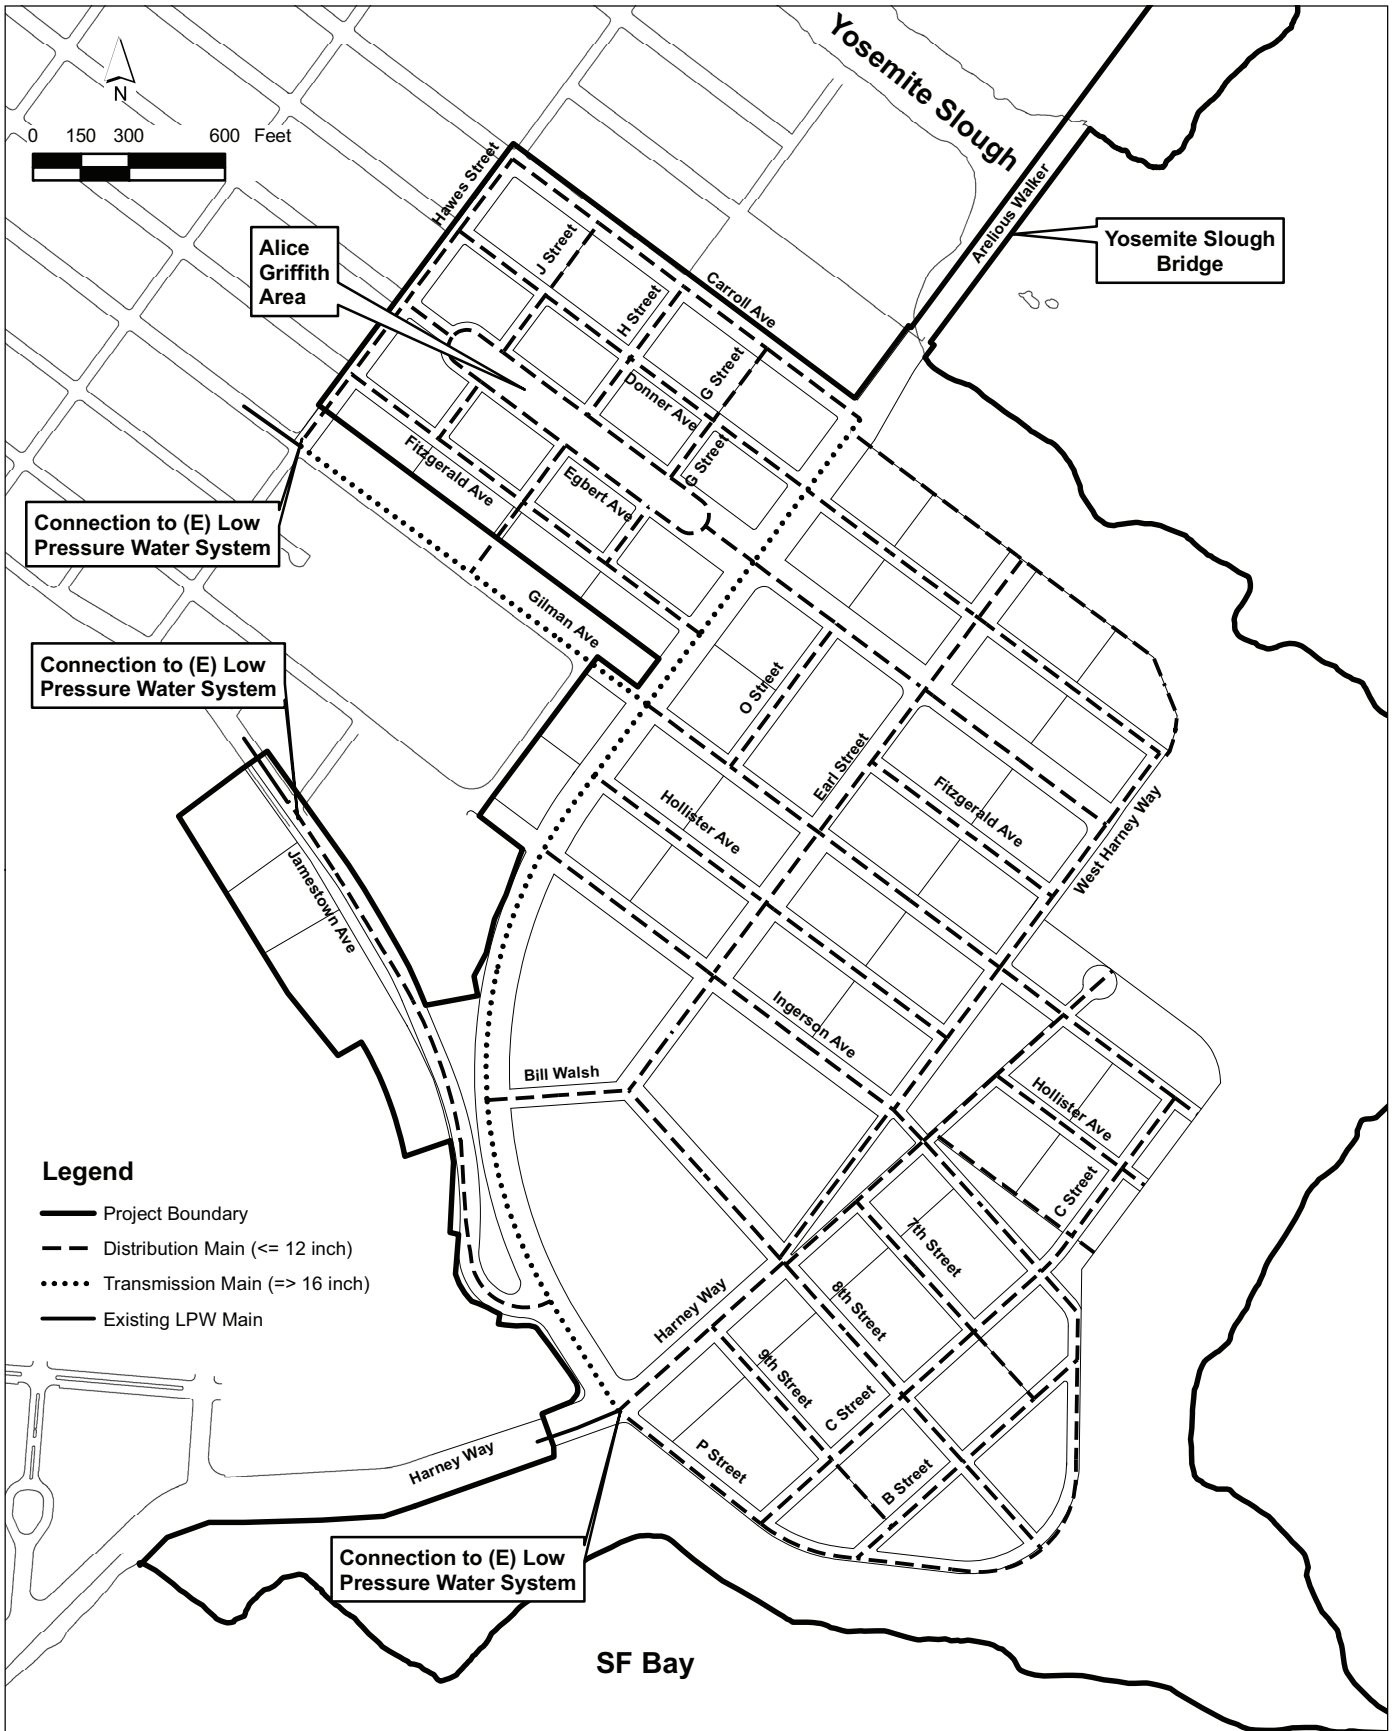 Yosemite Slough
N
0 150 300 600 Feet
Hawes Street
Arelious Walker
Alice
Griffith
Area
J Street
Yosemite Slough
Bridge
Carroll Ave
H Street
G Street
Donner Ave
Fitzgerald Ave
G Street
Egbert Ave
Connection to (E) Low
Pressure Water System
Gilman Ave
Connection to (E) Low
Pressure Water System
O Street
Earl Street
Hollister Ave
Fitzgerald Ave
West Harney Way
Jamestown Ave
Ingerson Ave
Bill Walsh
Hollister Ave
C Street
Legend
Project Boundary
Distribution Main (<= 12 inch)
Transmission Main (=> 16 inch)
Existing LPW Main
7th Street
8th Street
Harney Way
9th Street
C Street
P Street
Harney Way
B Street
Connection to (E) Low
Pressure Water System
SF Bay